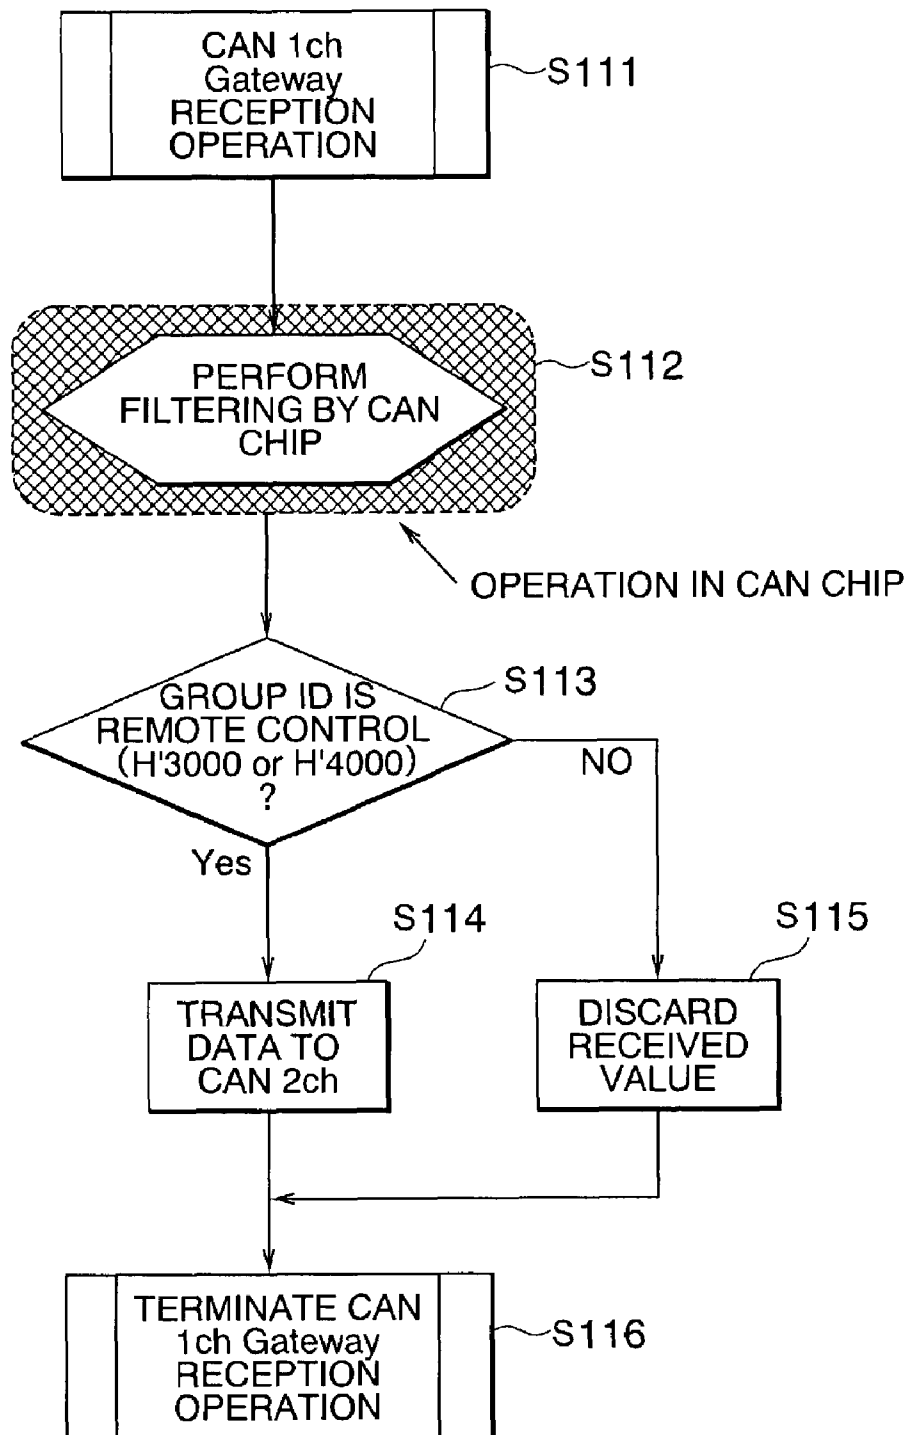 CAN 1ch
Gateway
RECEPTION
OPERATION
S111
PERFORM
FILTERING BY CAN
CHIP
S112
OPERATION IN CAN CHIP
GROUP ID IS
REMOTE CONTROL
(H'3000 or H'4000)
?
S113
NO
Yes
S114
TRANSMIT
DATA TO
CAN 2ch
S115
DISCARD
RECEIVED
VALUE
TERMINATE CAN
1ch Gateway
RECEPTION
OPERATION
S116